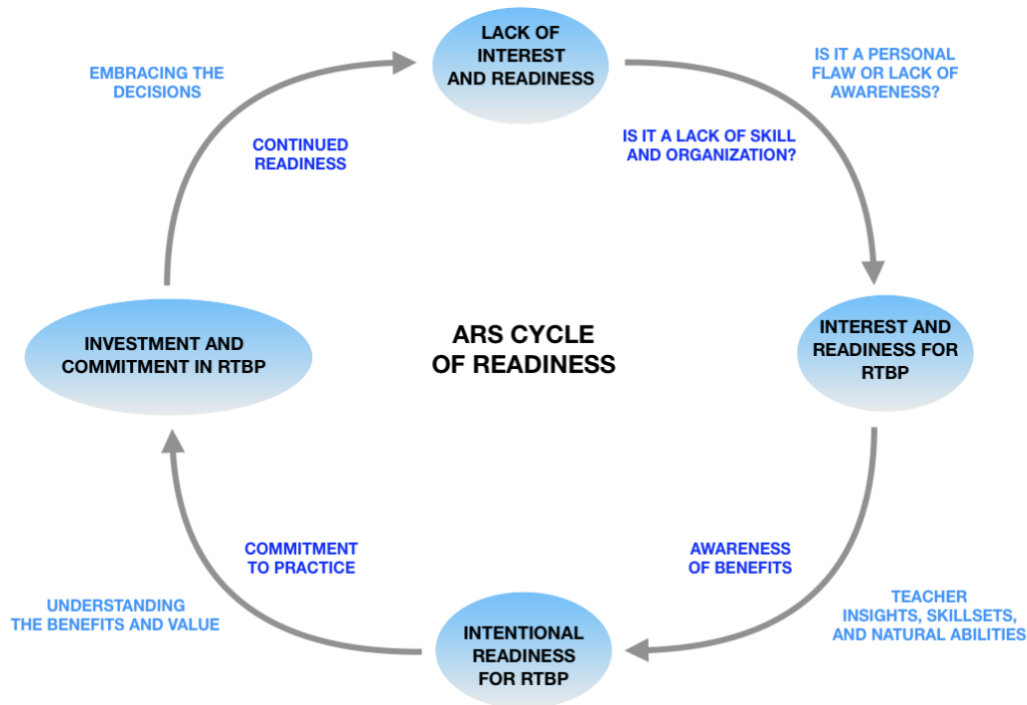 LACK OF
INTEREST
AND READINESS
EMBRACING THE
DECISIONS
IS IT A PERSONAL
FLAW OR LACK OF
AWARENESS?
CONTINUED
READINESS
IS IT A LACK OF SKILL
AND ORGANIZATION?
INVESTMENT AND
COMMITMENT IN RTBP
ARS CYCLE
OF READINESS
INTEREST AND
READINESS FOR
RTBP
COMMITMENT
TO PRACTICE
AWARENESS
OF BENEFITS
UNDERSTANDING
THE BENEFITS AND VALUE
TEACHER
INSIGHTS, SKILLSETS,
AND NATURAL ABILITIES
INTENTIONAL
READINESS
FOR RTBP